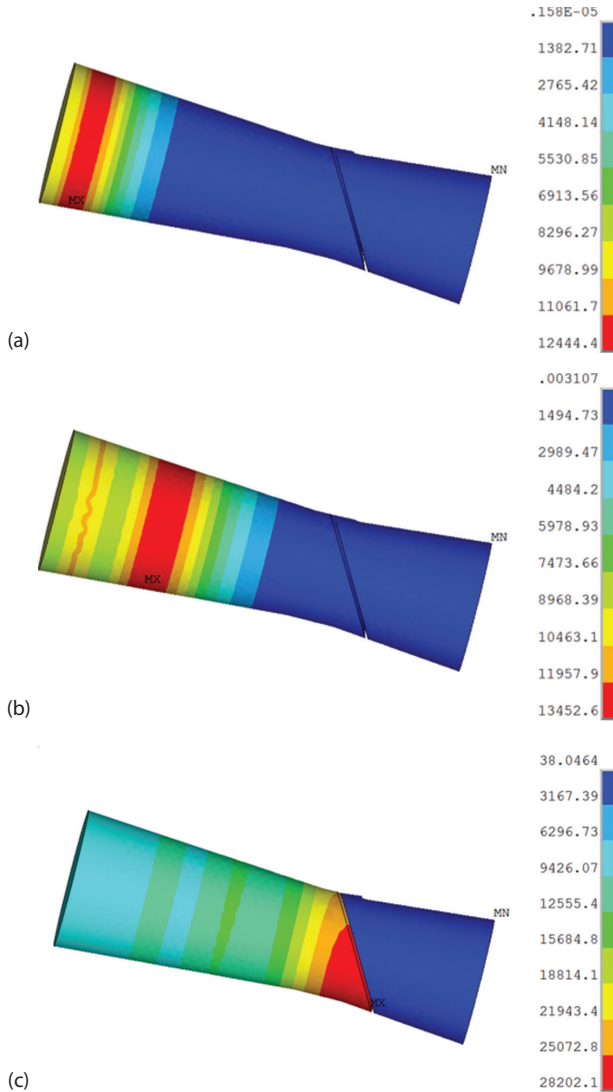 .158E-05
1382.71
2765.42
4148.14
5530.85
6913.56
8296.27
9678.99
11061.7
12444.4
MN
MX
(a)
.003107
1494.73
2989.47
4484.2
5978.93
7473.66
8968.39
10463.1
11957.9
13452.6
MN
MX
(b)
38.0464
3167.39
6296.73
9426.07
12555.4
15684.8
18814.1
21943.4
25072.8
28202.1
MN
MX
(c)